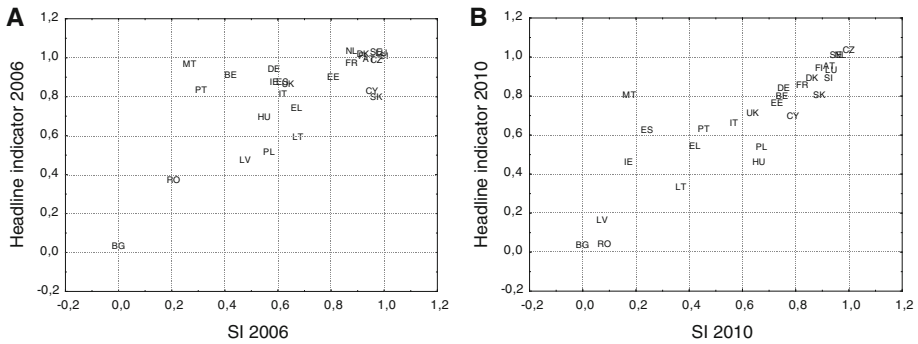 A
Headline indicator 2006
1,2
1,0
0,8
0,6
0,4
0,2
0,0
-0,2
MT
BE
PT
DE
IE
UK
IT
HU
LT
PL
LV
RO
BG
EE
NL
DK
FR
CZ
CY
SK
-0,2 0,0 0,2 0,4 0,6 0,8 1,0 1,2
SI 2006
B
Headline indicator 2010
1,2
1,0
0,8
0,6
0,4
0,2
0,0
-0,2
CZ
FI
AT
LU
DK
SI
FR
SK
DE
BE
EE
CY
UK
IT
MT
ES
PT
EL
PL
HU
IE
LT
LV
BG
RO
-0,2 0,0 0,2 0,4 0,6 0,8 1,0 1,2
SI 2010